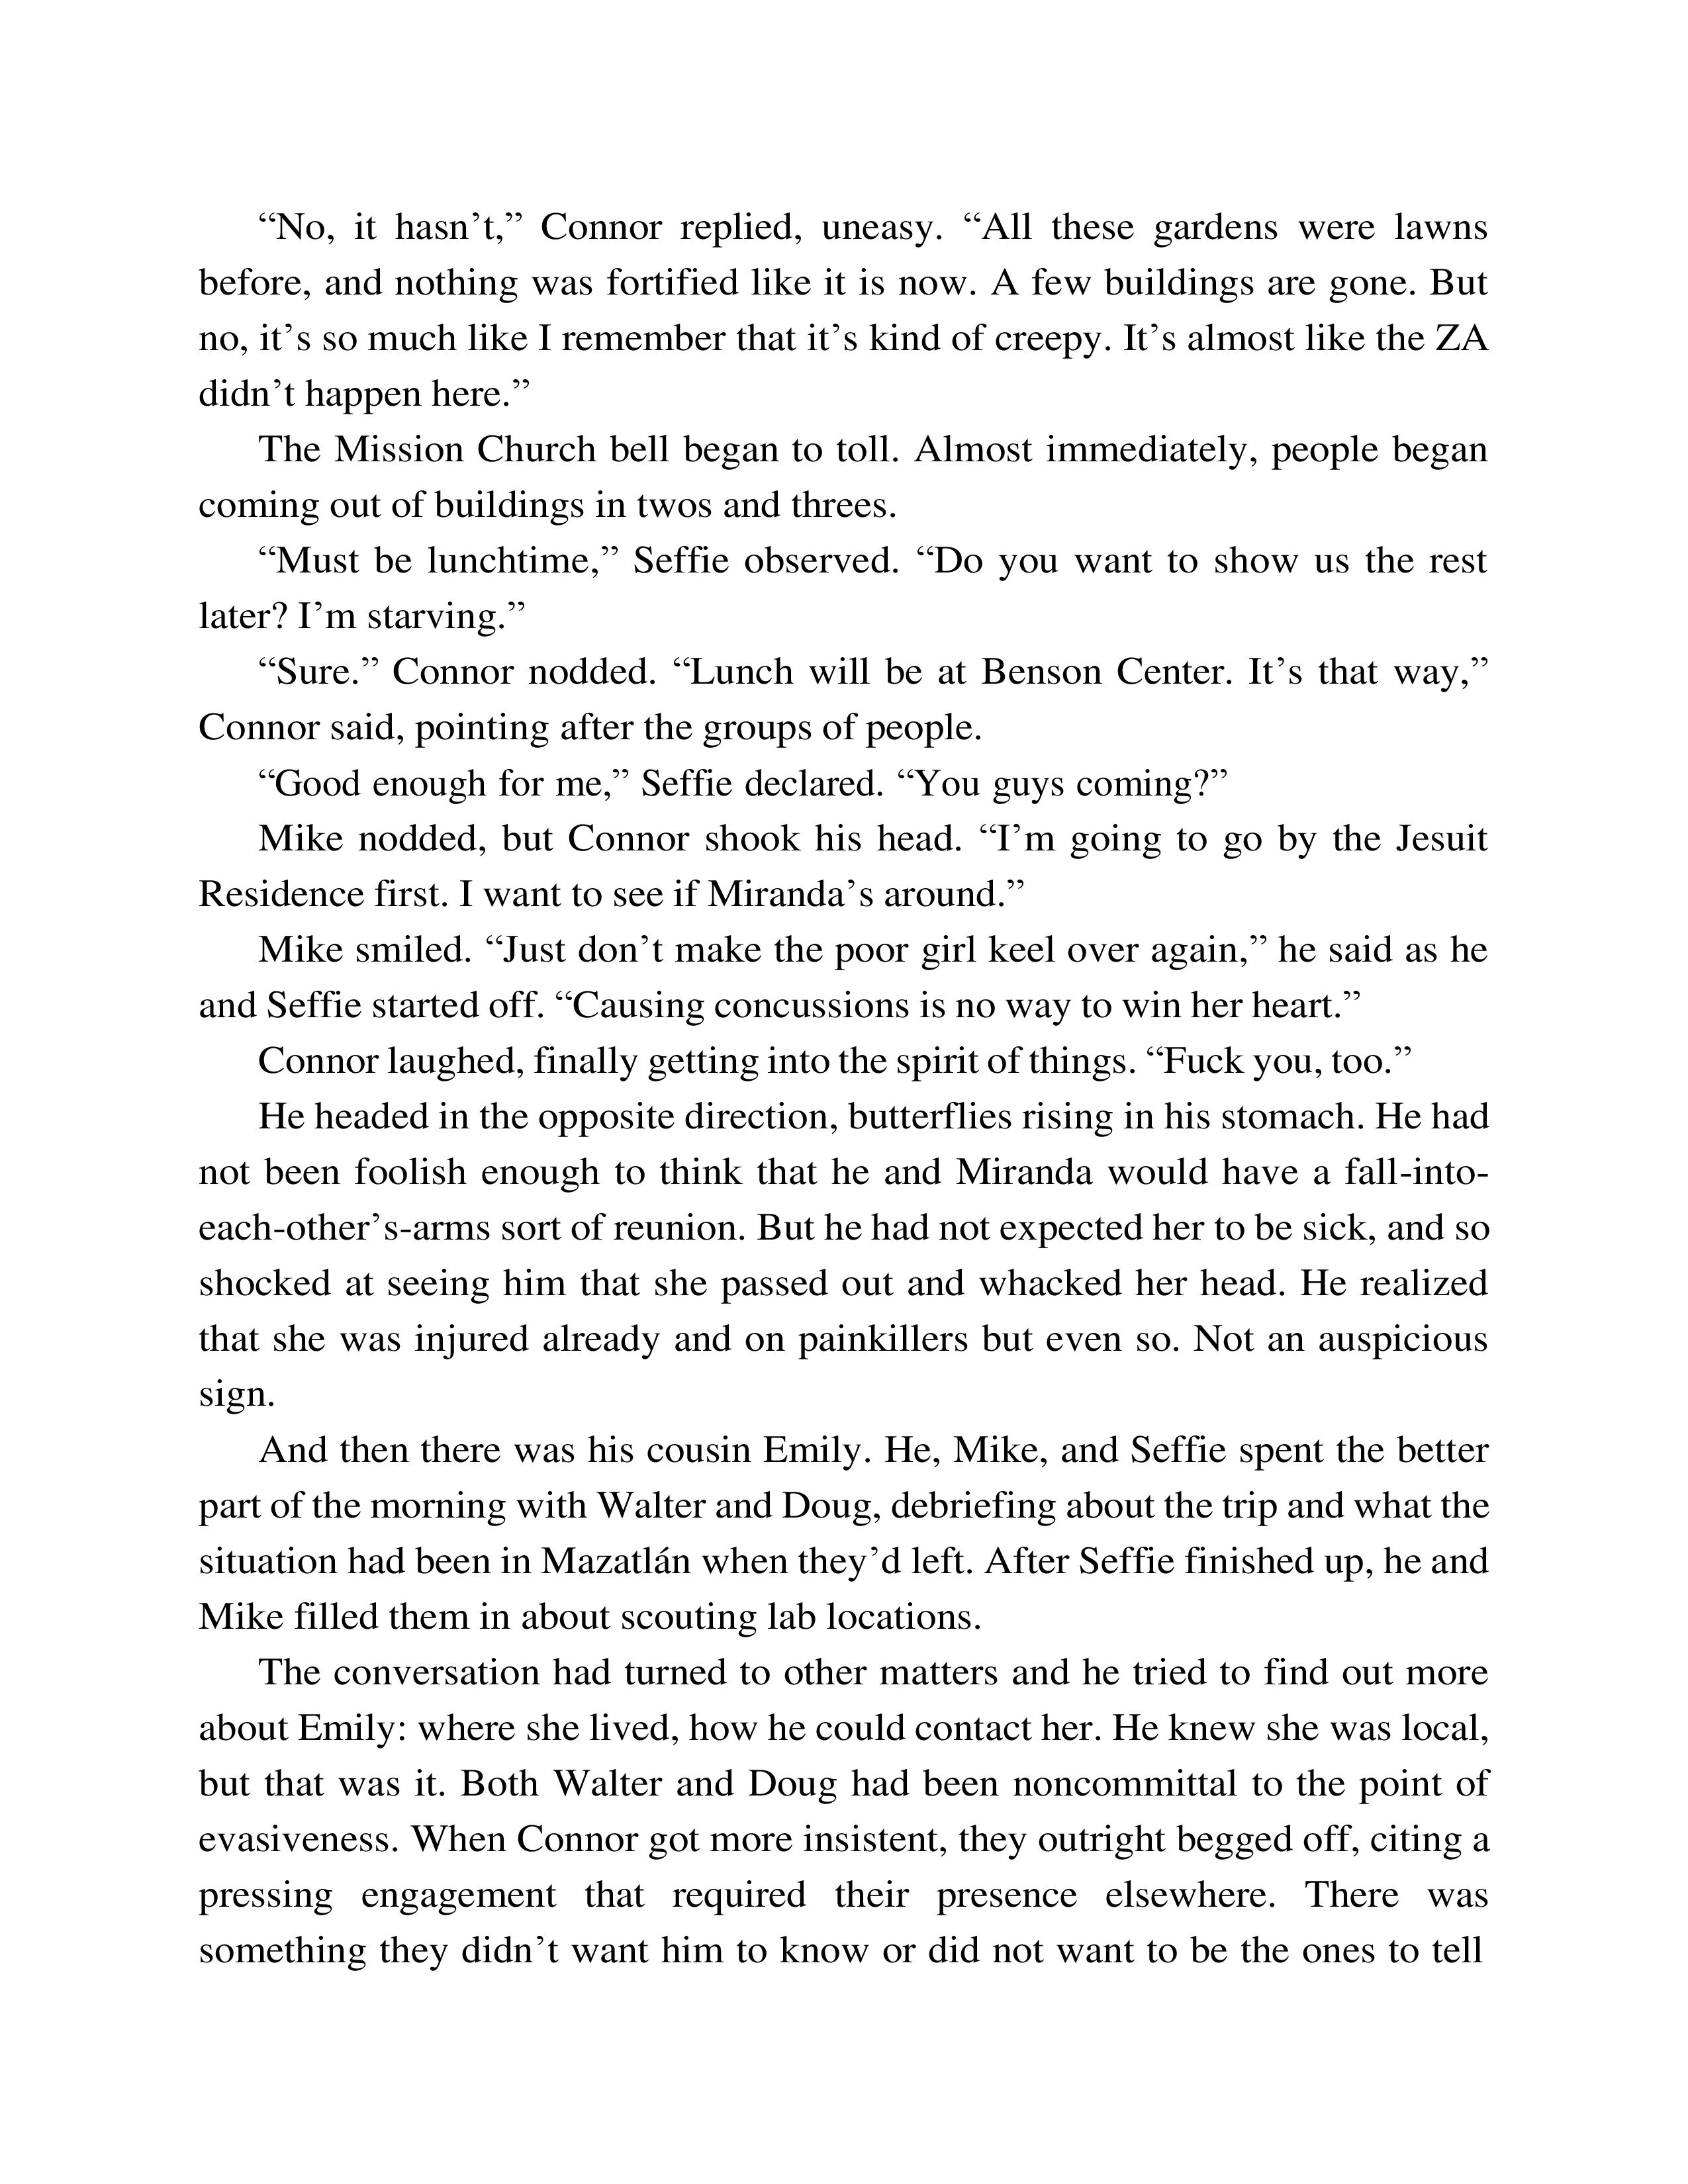 “No, it hasn’t,” Connor replied, uneasy. “All these gardens were lawns
before, and nothing was fortified like it is now. A few buildings are gone. But
no, it’s so much like I remember that it’s kind of creepy. It’s almost like the ZA
didn’t happen here.”
The Mission Church bell began to toll. Almost immediately, people began
coming out of buildings in twos and threes.
“Must be lunchtime,” Seffie observed. “Do you want to show us the rest
later? I’m starving.”
“Sure.” Connor nodded. “Lunch will be at Benson Center. It’s that way,”
Connor said, pointing after the groups of people.
“Good enough for me,” Seffie declared. “You guys coming?”
Mike nodded, but Connor shook his head. “I’m going to go by the Jesuit
Residence first. I want to see if Miranda’s around.”
Mike smiled. “Just don’t make the poor girl keel over again,” he said as he
and Seffie started off. “Causing concussions is no way to win her heart.”
Connor laughed, finally getting into the spirit of things. “Fuck you, too.”
He headed in the opposite direction, butterflies rising in his stomach. He had
not been foolish enough to think that he and Miranda would have a fall-into-
each-other’s-arms sort of reunion. But he had not expected her to be sick, and so
shocked at seeing him that she passed out and whacked her head. He realized
that she was injured already and on painkillers but even so. Not an auspicious
sign.
And then there was his cousin Emily. He, Mike, and Seffie spent the better
part of the morning with Walter and Doug, debriefing about the trip and what the
situation had been in Mazatlán when they’d left. After Seffie finished up, he and
Mike filled them in about scouting lab locations.
The conversation had turned to other matters and he tried to find out more
about Emily: where she lived, how he could contact her. He knew she was local,
but that was it. Both Walter and Doug had been noncommittal to the point of
evasiveness. When Connor got more insistent, they outright begged off, citing a
pressing engagement that required their presence elsewhere. There was
something they didn’t want him to know or did not want to be the ones to tell